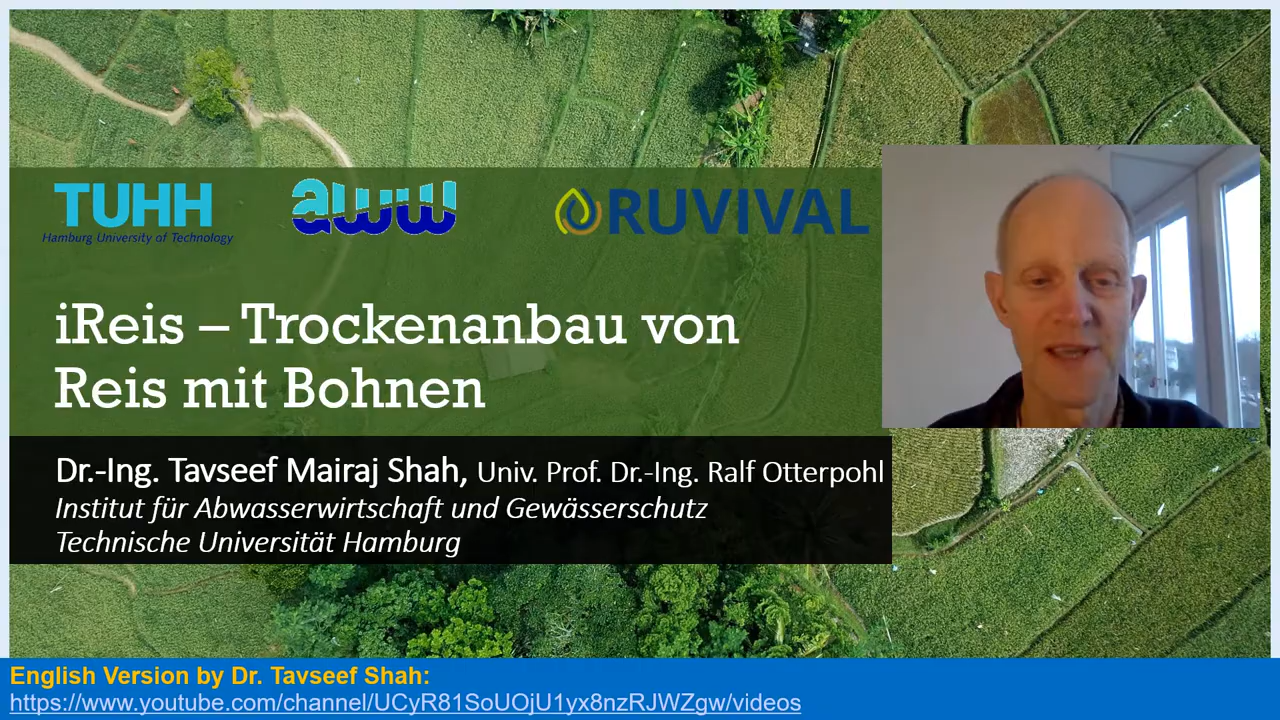 TUHH
Hamburg University of Technology
aww
RUVIVAL
iReis – Trockenanbau von
Reis mit Bohnen
Dr.-Ing. Tavseef Mairaj Shah, Univ. Prof. Dr.-Ing. Ralf Otterpohl
Institut für Abwasserwirtschaft und Gewässerschutz
Technische Universität Hamburg
English Version by Dr. Tavseef Shah:
https://www.youtube.com/channel/UCyR81SoUOjU1yx8nzRJWZgw/videos